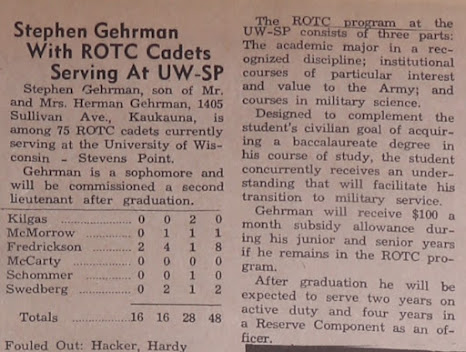 Stephen Gehrman
With ROTC Cadets
Serving At UW-SP
Stephen Gehrman, son of Mr.
and Mrs. Herman Gehrman, 1405
Sullivan Ave., Kaukauna, is
among 75 ROTC cadets currently
serving at the University of Wis-
consin - Stevens Point.
Gehrman is a sophomore and
will be commissioned a second
lieutenant after graduation.
Kilgas ................ 0 0 2 0
McMorrow ............. 0 1 1 1
Fredrickson ........... 2 4 1 8
McCarty ............... 0 0 0 0
Schommer ............. 0 0 1 0
Swedberg .............. 0 2 1 2
Totals ................ 16 16 28 48
Fouled Out: Hacker, Hardy
The ROTC program at the
UW-SP consists of three parts:
The academic major in a rec-
ognized discipline; institutional
courses of particular interest
and value to the Army; and
courses in military science.
Designed to complement the
student's civilian goal of acquir-
ing a baccalaureate degree in
his course of study, the student
concurrently receives an under-
standing that will facilitate his
transition to military service.
Gehrman will receive $100 a
month subsidy allowance dur-
ing his junior and senior years
if he remains in the ROTC pro-
gram.
After graduation he will be
expected to serve two years on
active duty and four years in
a Reserve Component as an of-
ficer.